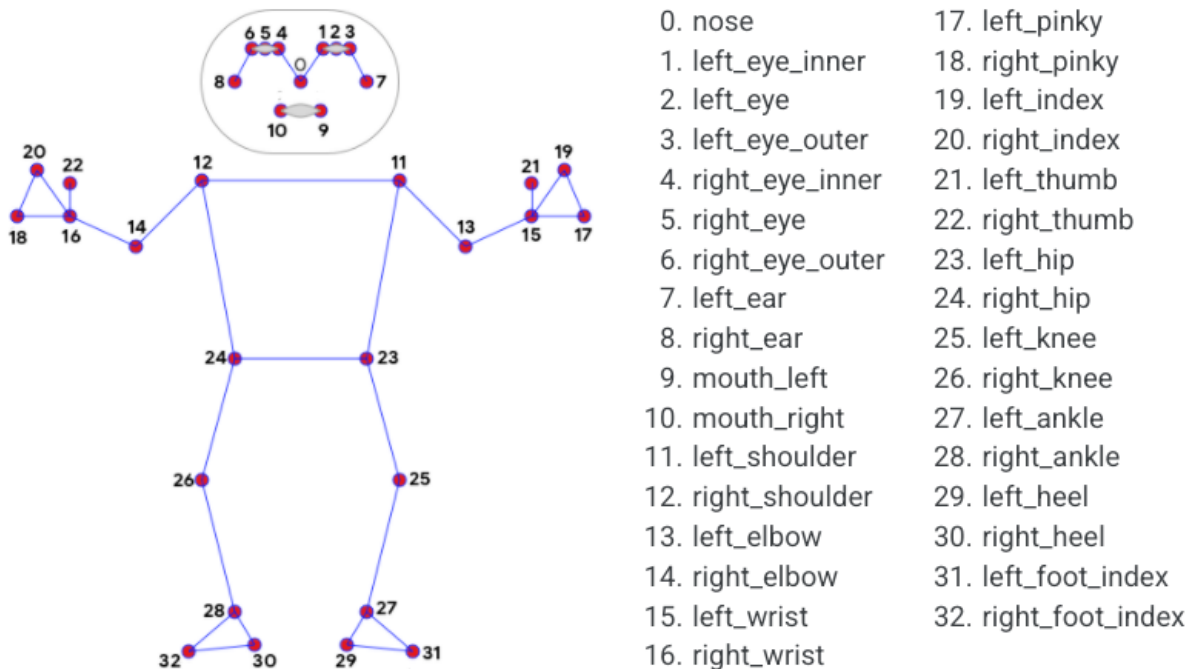 6 5 4 1 2 3
0
8 7
10 9
20 22 12 11 21 19
18 16 14 13 15 17
24 23
26 25
28 27
32 30 29 31
0. nose
1. left_eye_inner
2. left_eye
3. left_eye_outer
4. right_eye_inner
5. right_eye
6. right_eye_outer
7. left_ear
8. right_ear
9. mouth_left
10. mouth_right
11. left_shoulder
12. right_shoulder
13. left_elbow
14. right_elbow
15. left_wrist
16. right_wrist
17. left_pinky
18. right_pinky
19. left_index
20. right_index
21. left_thumb
22. right_thumb
23. left_hip
24. right_hip
25. left_knee
26. right_knee
27. left_ankle
28. right_ankle
29. left_heel
30. right_heel
31. left_foot_index
32. right_foot_index